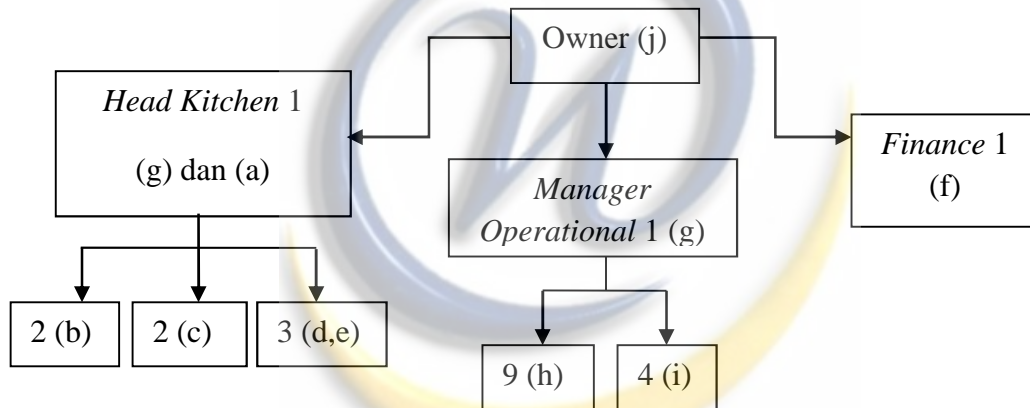 Owner (j)
Head Kitchen 1
(g) dan (a)
Manager
Operational 1 (g)
Finance 1
(f)
2 (b)
2 (c)
3 (d,e)
9 (h)
4 (i)